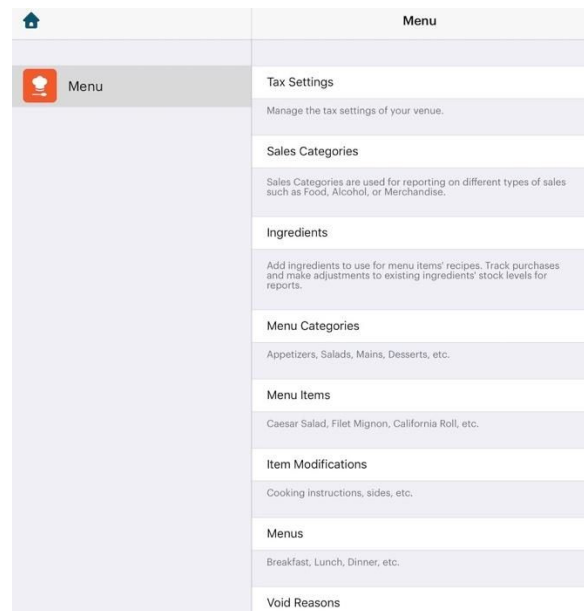 Menu
Menu
Tax Settings
Manage the tax settings of your venue.
Sales Categories
Sales Categories are used for reporting on different types of sales
such as Food, Alcohol, or Merchandise.
Ingredients
Add ingredients to use for menu items' recipes. Track purchases
and make adjustments to existing ingredients' stock levels for
reports.
Menu Categories
Appetizers, Salads, Mains, Desserts, etc.
Menu Items
Caesar Salad, Filet Mignon, California Roll, etc.
Item Modifications
Cooking instructions, sides, etc.
Menus
Breakfast, Lunch, Dinner, etc.
Void Reasons